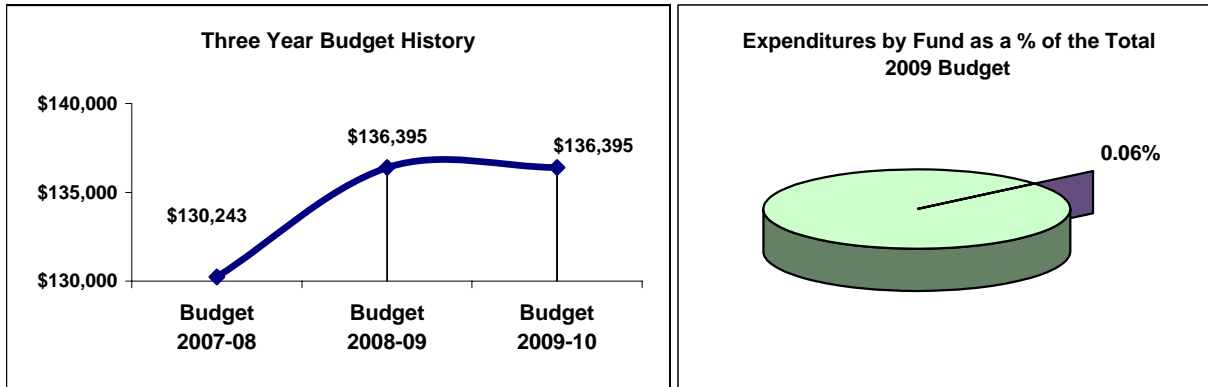 Three Year Budget History
$140,000
$135,000
$130,000
$130,243
$136,395
$136,395
Budget
2007-08
Budget
2008-09
Budget
2009-10
Expenditures by Fund as a % of the Total
2009 Budget
0.06%